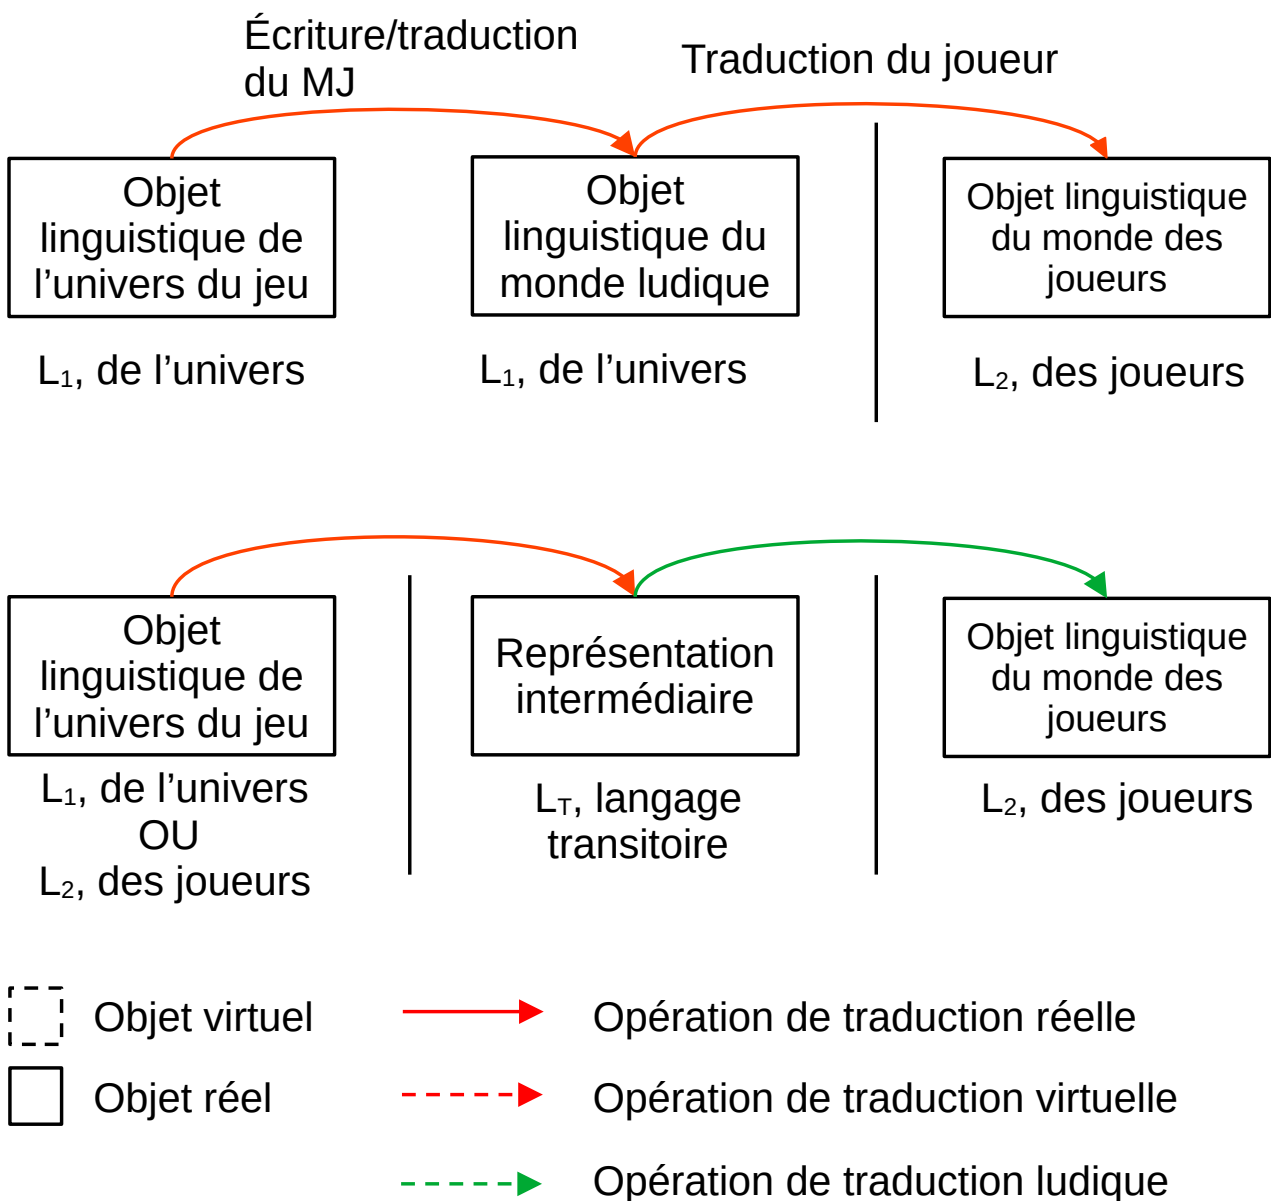 Écriture/traduction
du MJ
Traduction du joueur
Objet
linguistique de
l’univers du jeu
Objet
linguistique du
monde ludique
Objet linguistique
du monde des
joueurs
L₁, de l’univers
L₁, de l’univers
L₂, des joueurs
Objet
linguistique de
l’univers du jeu
Représentation
intermédiaire
Objet linguistique
du monde des
joueurs
L₁, de l’univers
OU
L₂, des joueurs
L_T, langage
transitoire
L₂, des joueurs
Objet virtuel
Opération de traduction réelle
Objet réel
Opération de traduction virtuelle
Opération de traduction ludique